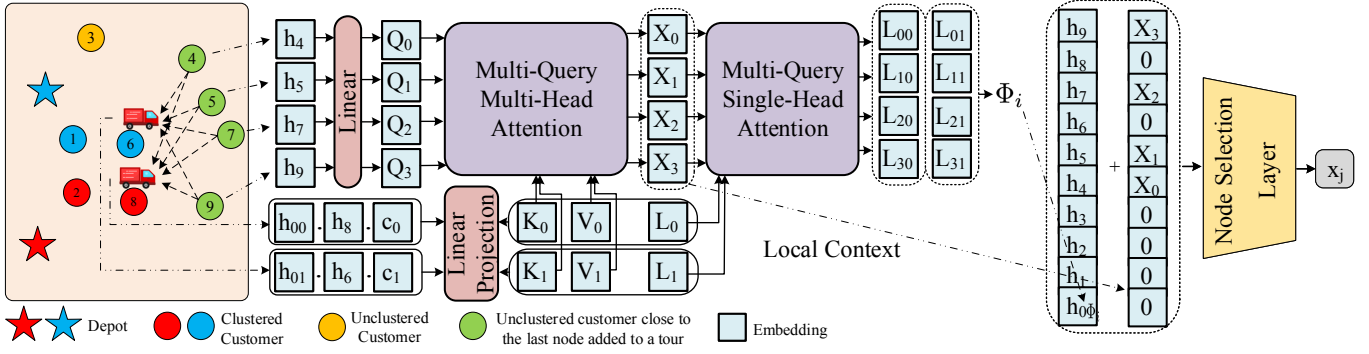 3
4
5
1
6
7
2
8
9
h4
h5
h7
h9
Linear
Q0
Q1
Q2
Q3
Multi-Query
Multi-Head
Attention
X0
X1
X2
X3
Multi-Query
Single-Head
Attention
L00 L01
L10 L11
L20 L21
L30 L31
Φi
h00 . h8 . c0
h01 . h6 . c1
Linear
Projection
K0 V0 L0
K1 V1 L1
Local Context
h9 X3
h8 0
h7 X2
h6 0
h5 X1
h4 + X0
h3 0
h2 0
h1 0
h0Φi 0
Node Selection
Layer
xj
Depot
Clustered
Customer
Unclustered
Customer
Unclustered customer close to
the last node added to a tour
Embedding